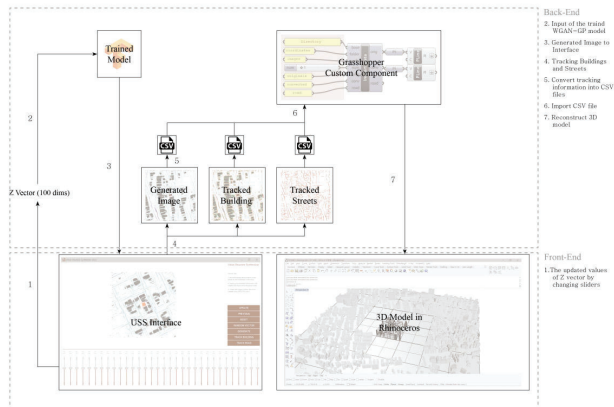 Back-End
2. Input of the traind
WGAN-GP model
3. Generated Image to
Interface
4. Tracking Buildings
and Streets
5. Convert tracking
information into CSV
files
6. Import CSV file
7. Reconstruct 3D
model
Trained
Model
Grasshopper
Custom Component
2
3
6
7
CSV
CSV
CSV
5
Z Vector (100 dims)
Generated
Image
Tracked
Building
Tracked
Streets
4
1
Front-End
1.The updated values
of Z vector by
changing sliders
USS Interface
3D Model in
Rhinoceros